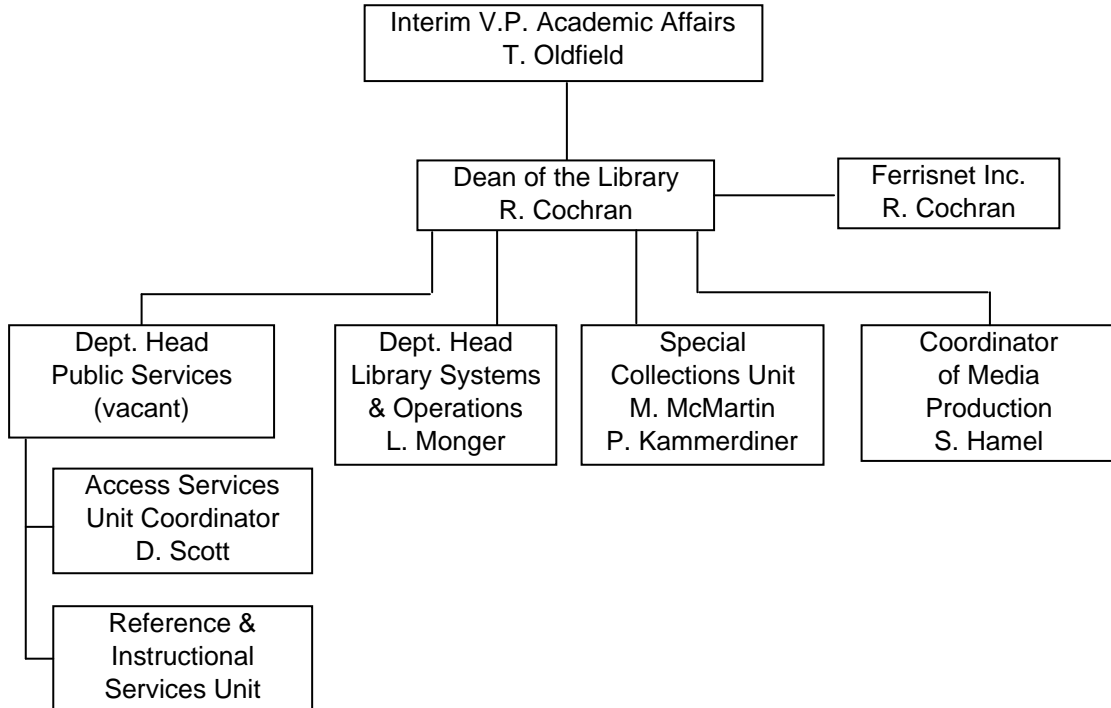 Interim V.P. Academic Affairs
T. Oldfield
Dean of the Library
R. Cochran
Ferrisnet Inc.
R. Cochran
Dept. Head
Public Services
(vacant)
Dept. Head
Library Systems
& Operations
L. Monger
Special
Collections Unit
M. McMartin
P. Kammerdiner
Coordinator
of Media
Production
S. Hamel
Access Services
Unit Coordinator
D. Scott
Reference &
Instructional
Services Unit